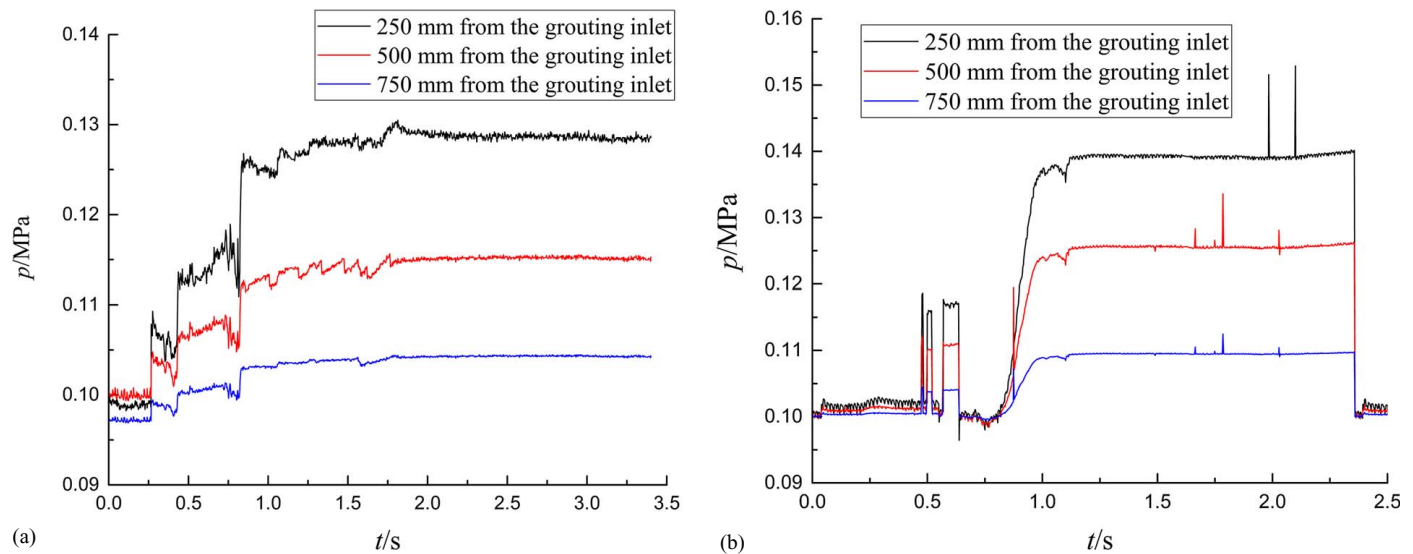 0.14
0.13
0.12
0.11
0.10
0.09
p/MPa
250 mm from the grouting inlet
500 mm from the grouting inlet
750 mm from the grouting inlet
0.0 0.5 1.0 1.5 2.0 2.5 3.0 3.5
t/s
(a)
0.16
0.15
0.14
0.13
0.12
0.11
0.10
0.09
p/MPa
250 mm from the grouting inlet
500 mm from the grouting inlet
750 mm from the grouting inlet
0.0 0.5 1.0 1.5 2.0 2.5
t/s
(b)